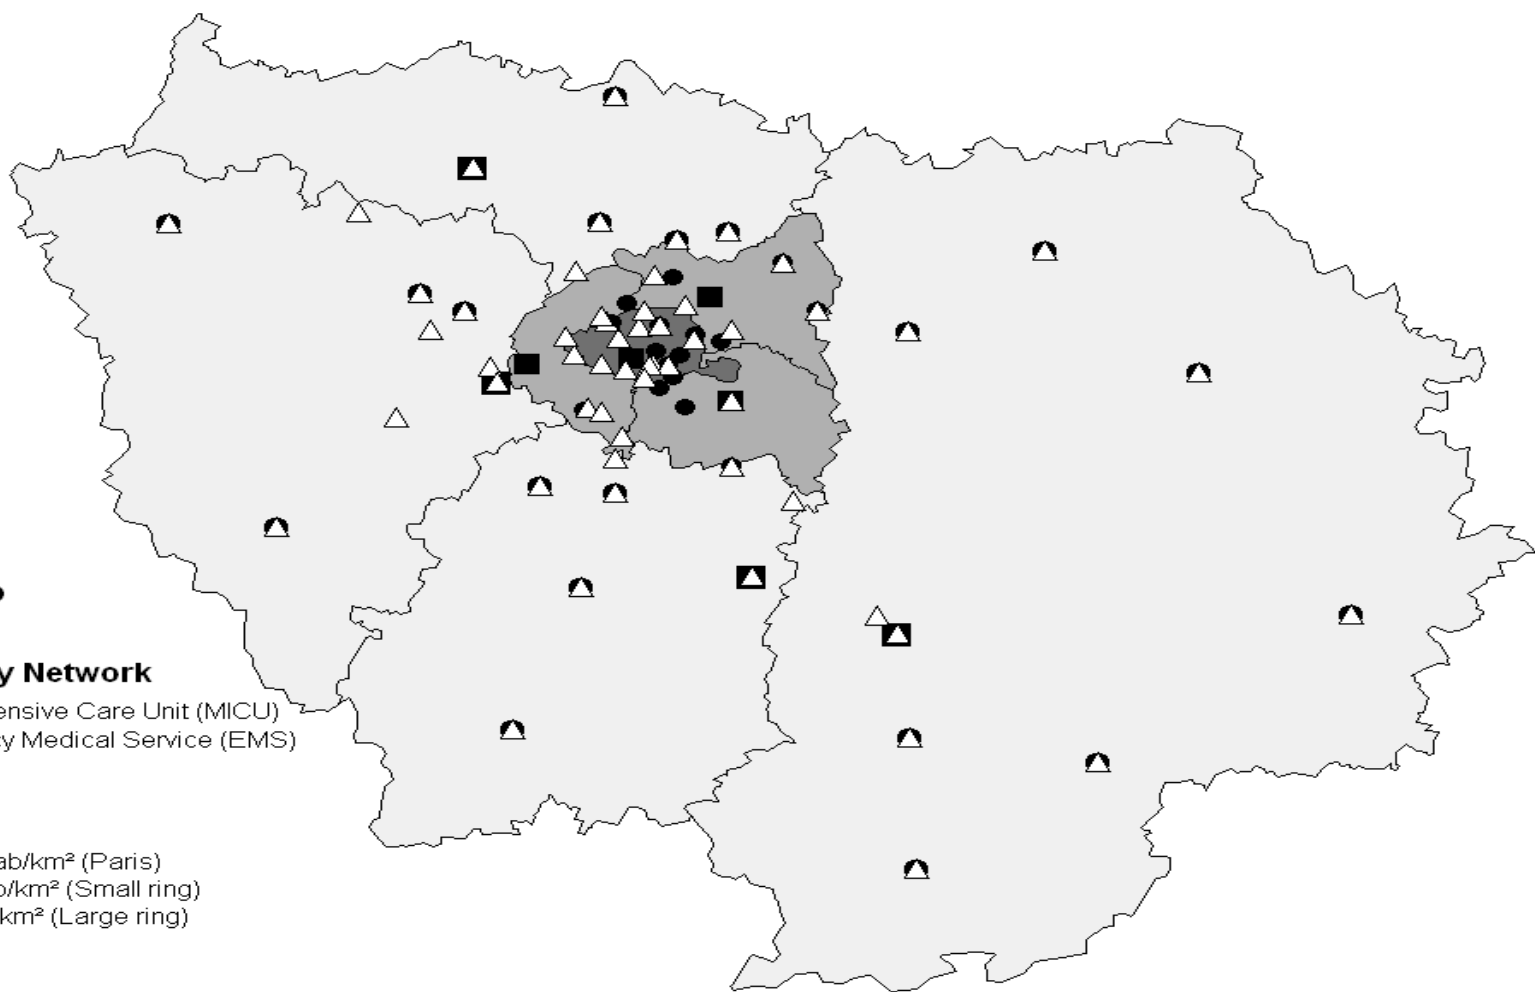 y Network
ensive Care Unit (MICU)
y Medical Service (EMS)
ab/km² (Paris)
o/km² (Small ring)
km² (Large ring)